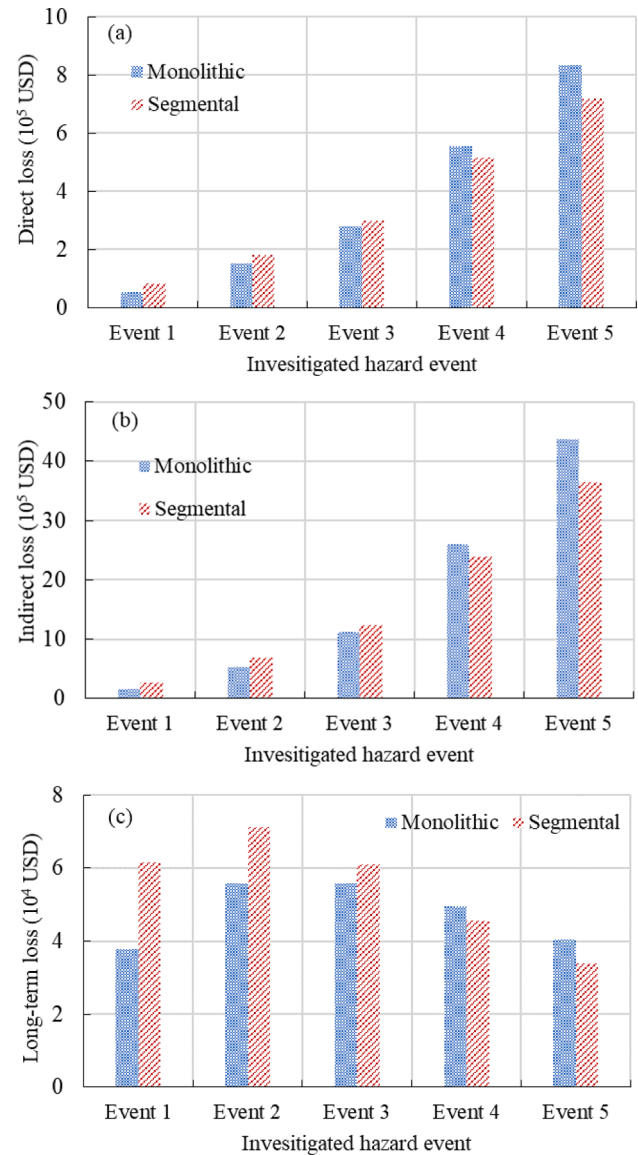 (a)
Monolithic
Segmental
Direct loss (10⁵ USD)
10
8
6
4
2
0
Event 1 Event 2 Event 3 Event 4 Event 5
Invesitigated hazard event
(b)
Monolithic
Segmental
Indirect loss (10⁵ USD)
50
40
30
20
10
0
Event 1 Event 2 Event 3 Event 4 Event 5
Invesitigated hazard event
(c)
Monolithic Segmental
Long-term loss (10⁴ USD)
8
6
4
2
0
Event 1 Event 2 Event 3 Event 4 Event 5
Invesitigated hazard event